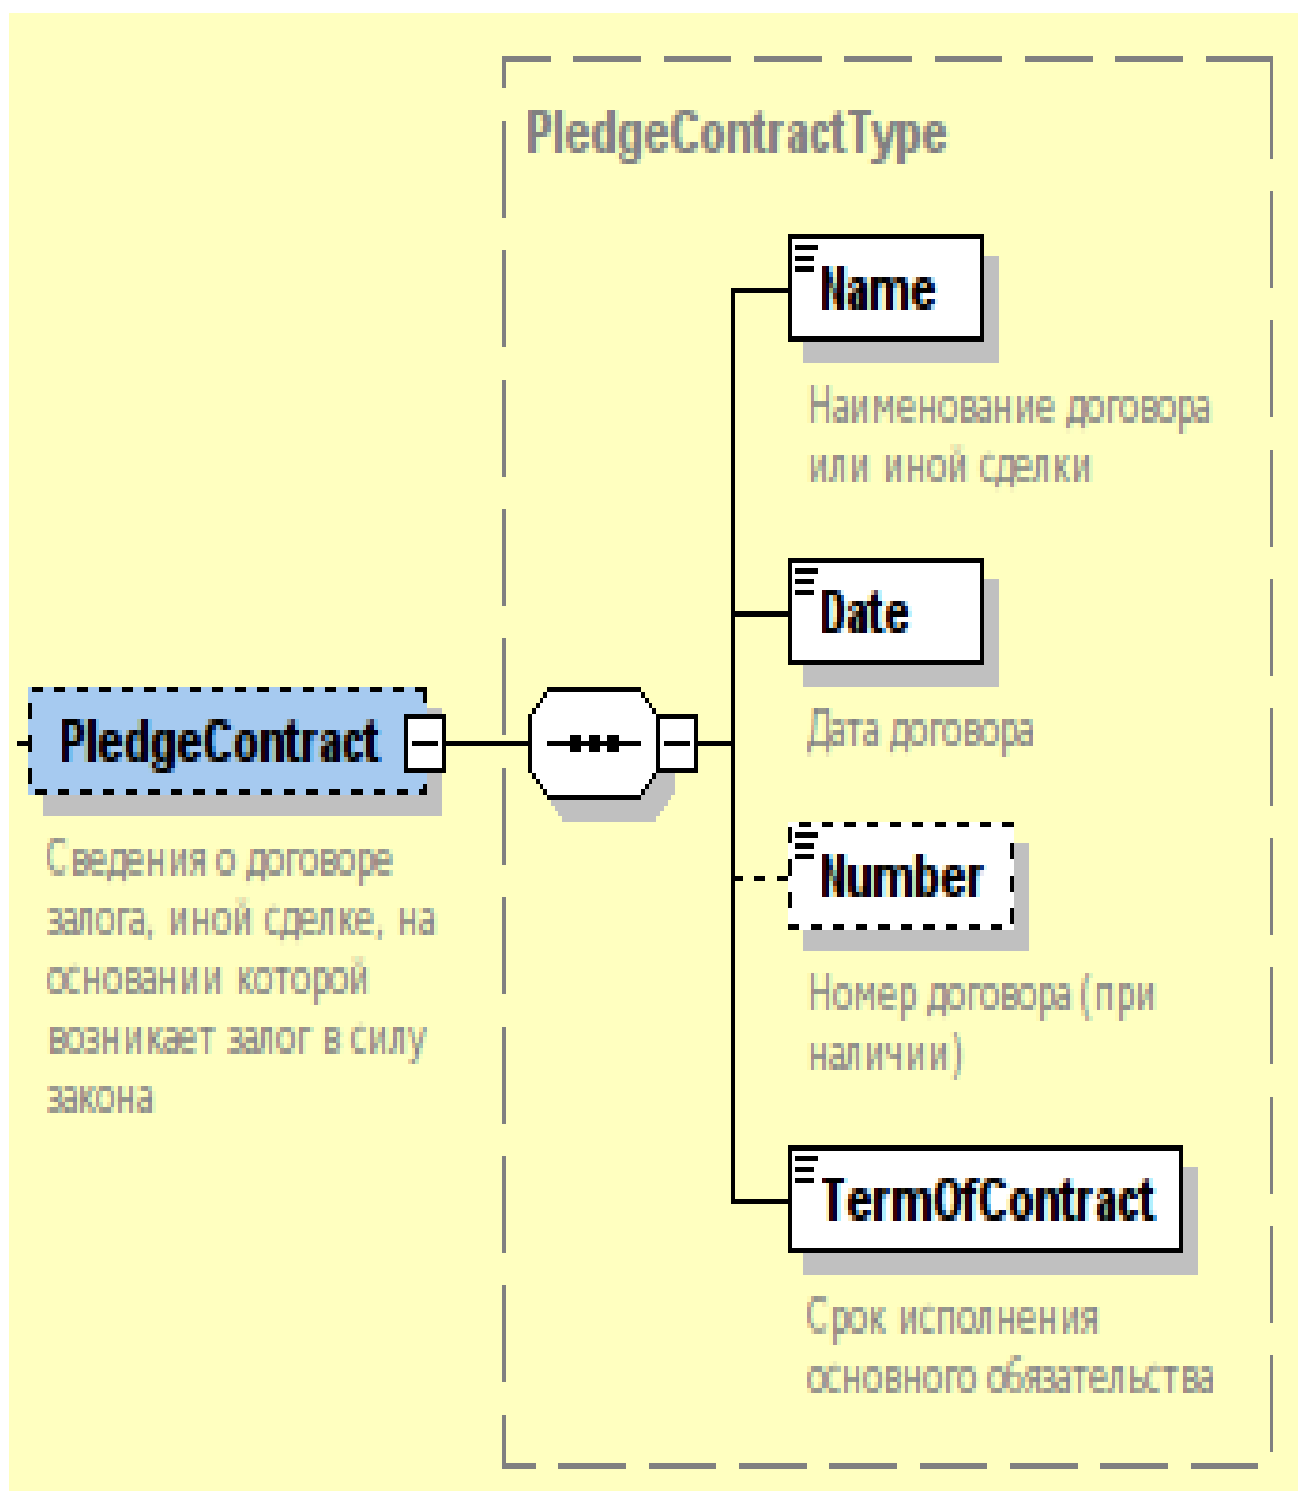 PledgeContractType
Name
Наименование договора
или иной сделки
Date
Дата договора
PledgeContract
Сведения о договоре
залога, иной сделке, на
основании которой
возникает залог в силу
закона
Number
Номер договора (при
наличии)
TermOfContract
Срок исполнения
основного обязательства